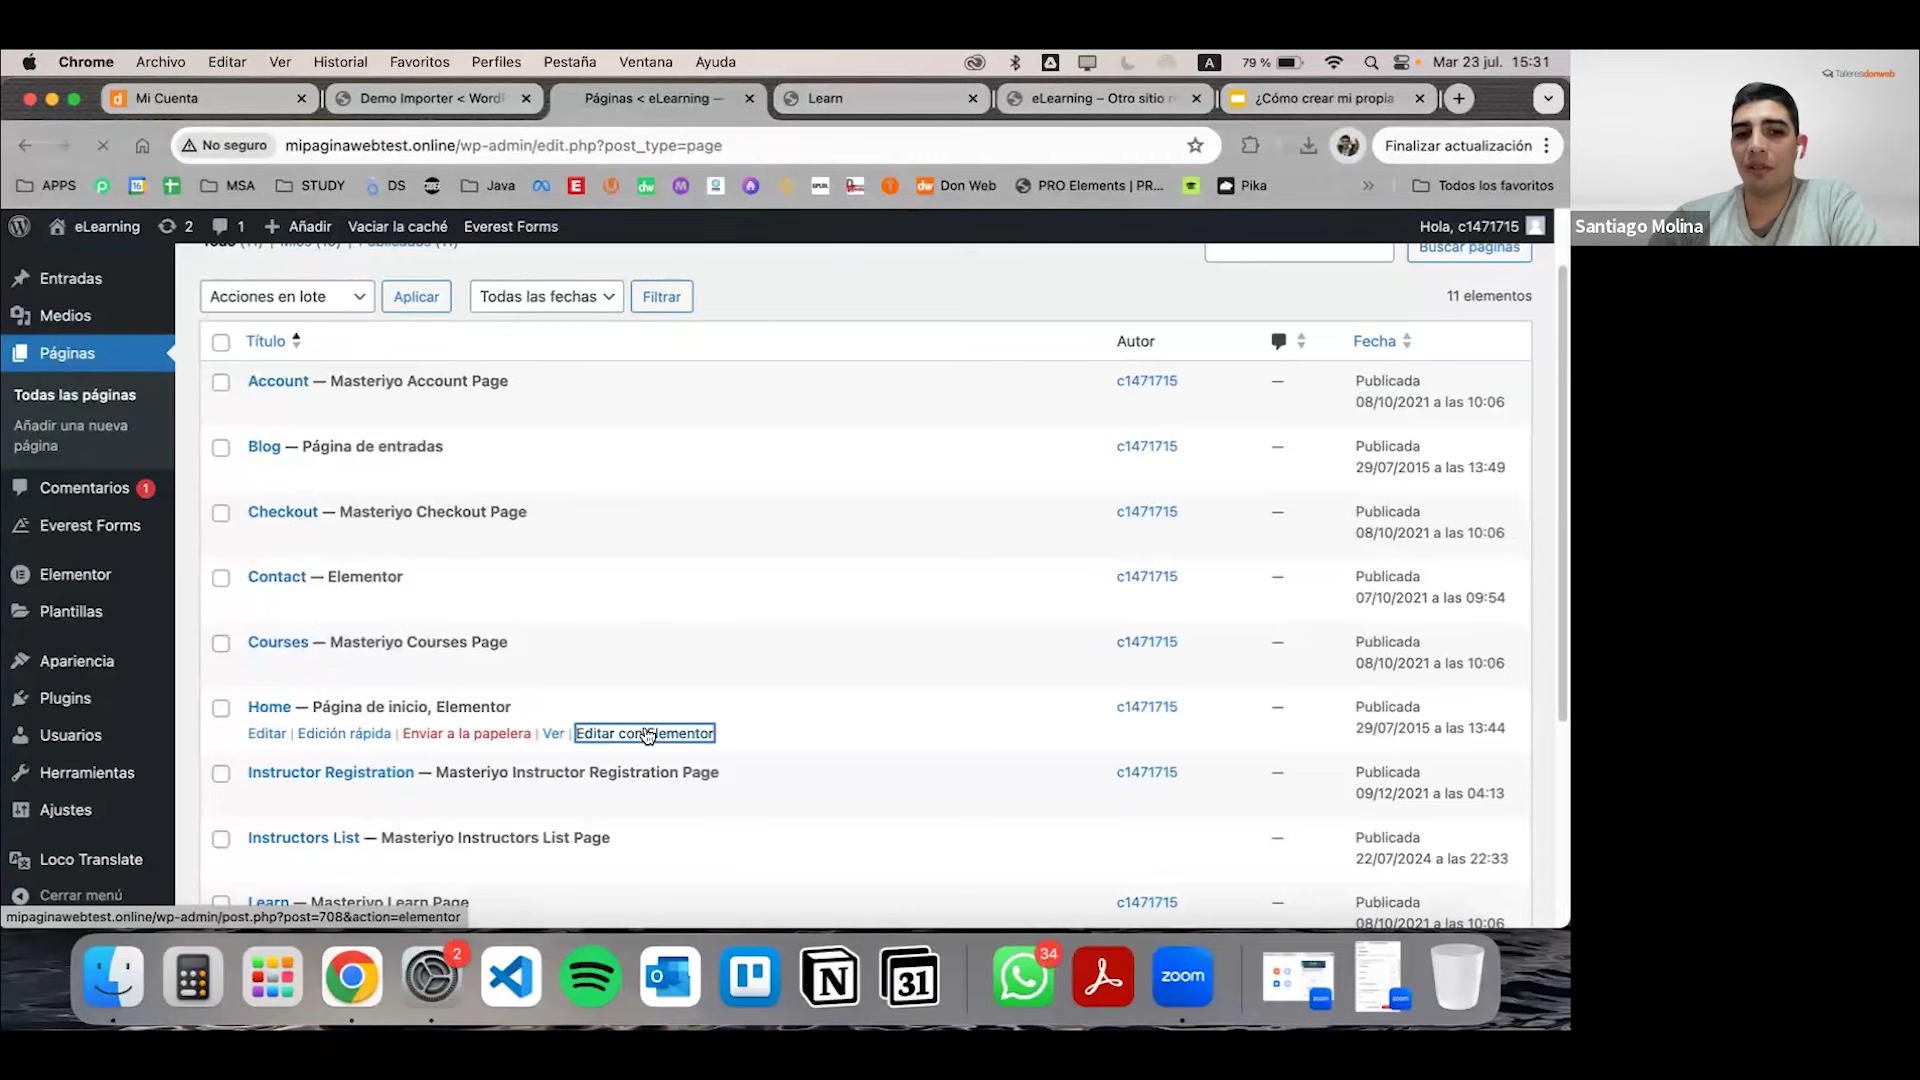 Chrome Archivo Editar Ver Historial Favoritos Perfiles Pestaña Ventana Ayuda A 79 % Mar 23 jul. 15:31
Talleresdonweb
Mi Cuenta Demo Importer < Word Páginas < eLearning — Learn eLearning – Otro sitio ¿Cómo crear mi propia
No seguro mipaginawebtest.online/wp-admin/edit.php?post_type=page Finalizar actualización
APPS MSA STUDY DS Java Don Web PRO Elements | PR... Pika Todos los favoritos
Santiago Molina
eLearning 2 1 Añadir Vaciar la caché Everest Forms Hola, c1471715
Buscar páginas
Entradas
Medios
Páginas
Todas las páginas
Añadir una nueva
página
Comentarios 1
Everest Forms
Elementor
Plantillas
Apariencia
Plugins
Usuarios
Herramientas
Ajustes
Loco Translate
Cerrar menú
Acciones en lote Aplicar Todas las fechas Filtrar 11 elementos
Título Autor Fecha
Account — Masteriyo Account Page c1471715 — Publicada
08/10/2021 a las 10:06
Blog — Página de entradas c1471715 — Publicada
29/07/2015 a las 13:49
Checkout — Masteriyo Checkout Page c1471715 — Publicada
08/10/2021 a las 10:06
Contact — Elementor c1471715 — Publicada
07/10/2021 a las 09:54
Courses — Masteriyo Courses Page c1471715 — Publicada
08/10/2021 a las 10:06
Home — Página de inicio, Elementor c1471715 — Publicada
Editar | Edición rápida | Enviar a la papelera | Ver | Editar con Elementor 29/07/2015 a las 13:44
Instructor Registration — Masteriyo Instructor Registration Page c1471715 — Publicada
09/12/2021 a las 04:13
Instructors List — Masteriyo Instructors List Page — Publicada
22/07/2024 a las 22:33
Learn — Masteriyo Learn Page c1471715 — Publicada
08/10/2021 a las 10:06
mipaginawebtest.online/wp-admin/post.php?post=708&action=elementor
2
31
34
zoom
zoom
zoom